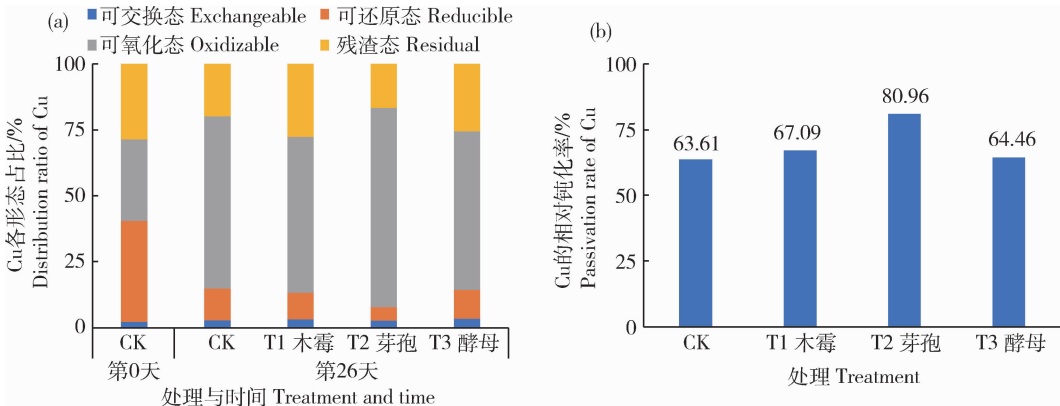 (a)
可交换态 Exchangeable
可还原态 Reducible
可氧化态 Oxidizable
残渣态 Residual
Cu各形态占比/%
Distribution ratio of Cu
100
75
50
25
0
CK
CK
T1 木霉
T2 芽孢
T3 酵母
第0天
第26天
处理与时间 Treatment and time
(b)
Cu的相对钝化率/%
Passivation rate of Cu
100
75
50
25
0
63.61
67.09
80.96
64.46
CK
T1 木霉
T2 芽孢
T3 酵母
处理 Treatment